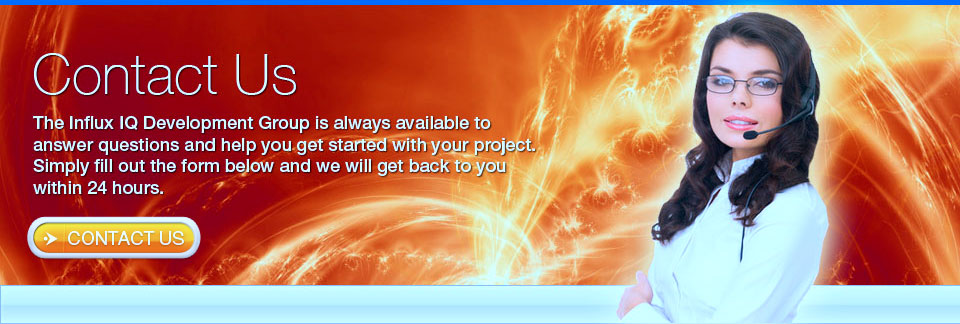 Contact Us
The Influx IQ Development Group is always available to
answer questions and help you get started with your project.
Simply fill out the form below and we will get back to you
within 24 hours.
CONTACT US